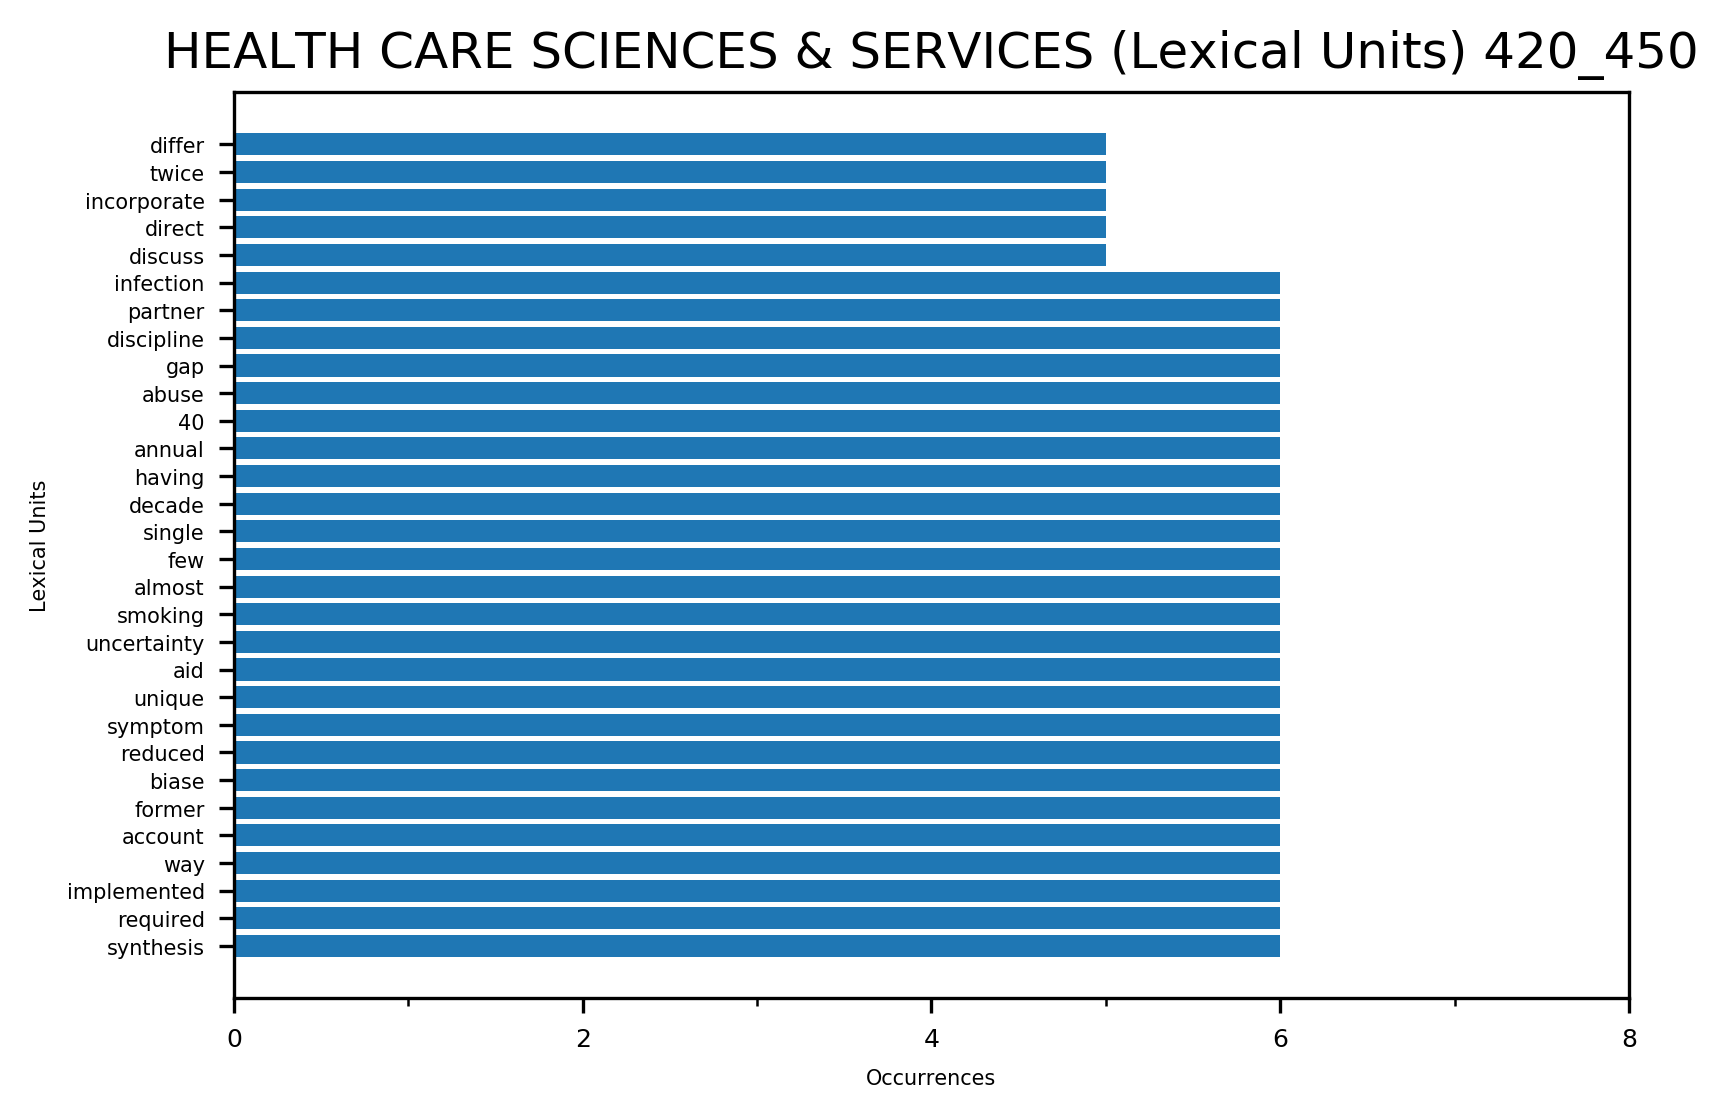 HEALTH CARE SCIENCES & SERVICES (Lexical Units) 420_450
differ
twice
incorporate
direct
discuss
infection
partner
discipline
gap
abuse
40
annual
having
decade
single
few
almost
smoking
uncertainty
aid
unique
symptom
reduced
biase
former
account
way
implemented
required
synthesis
Lexical Units
0 2 4 6 8
Occurrences